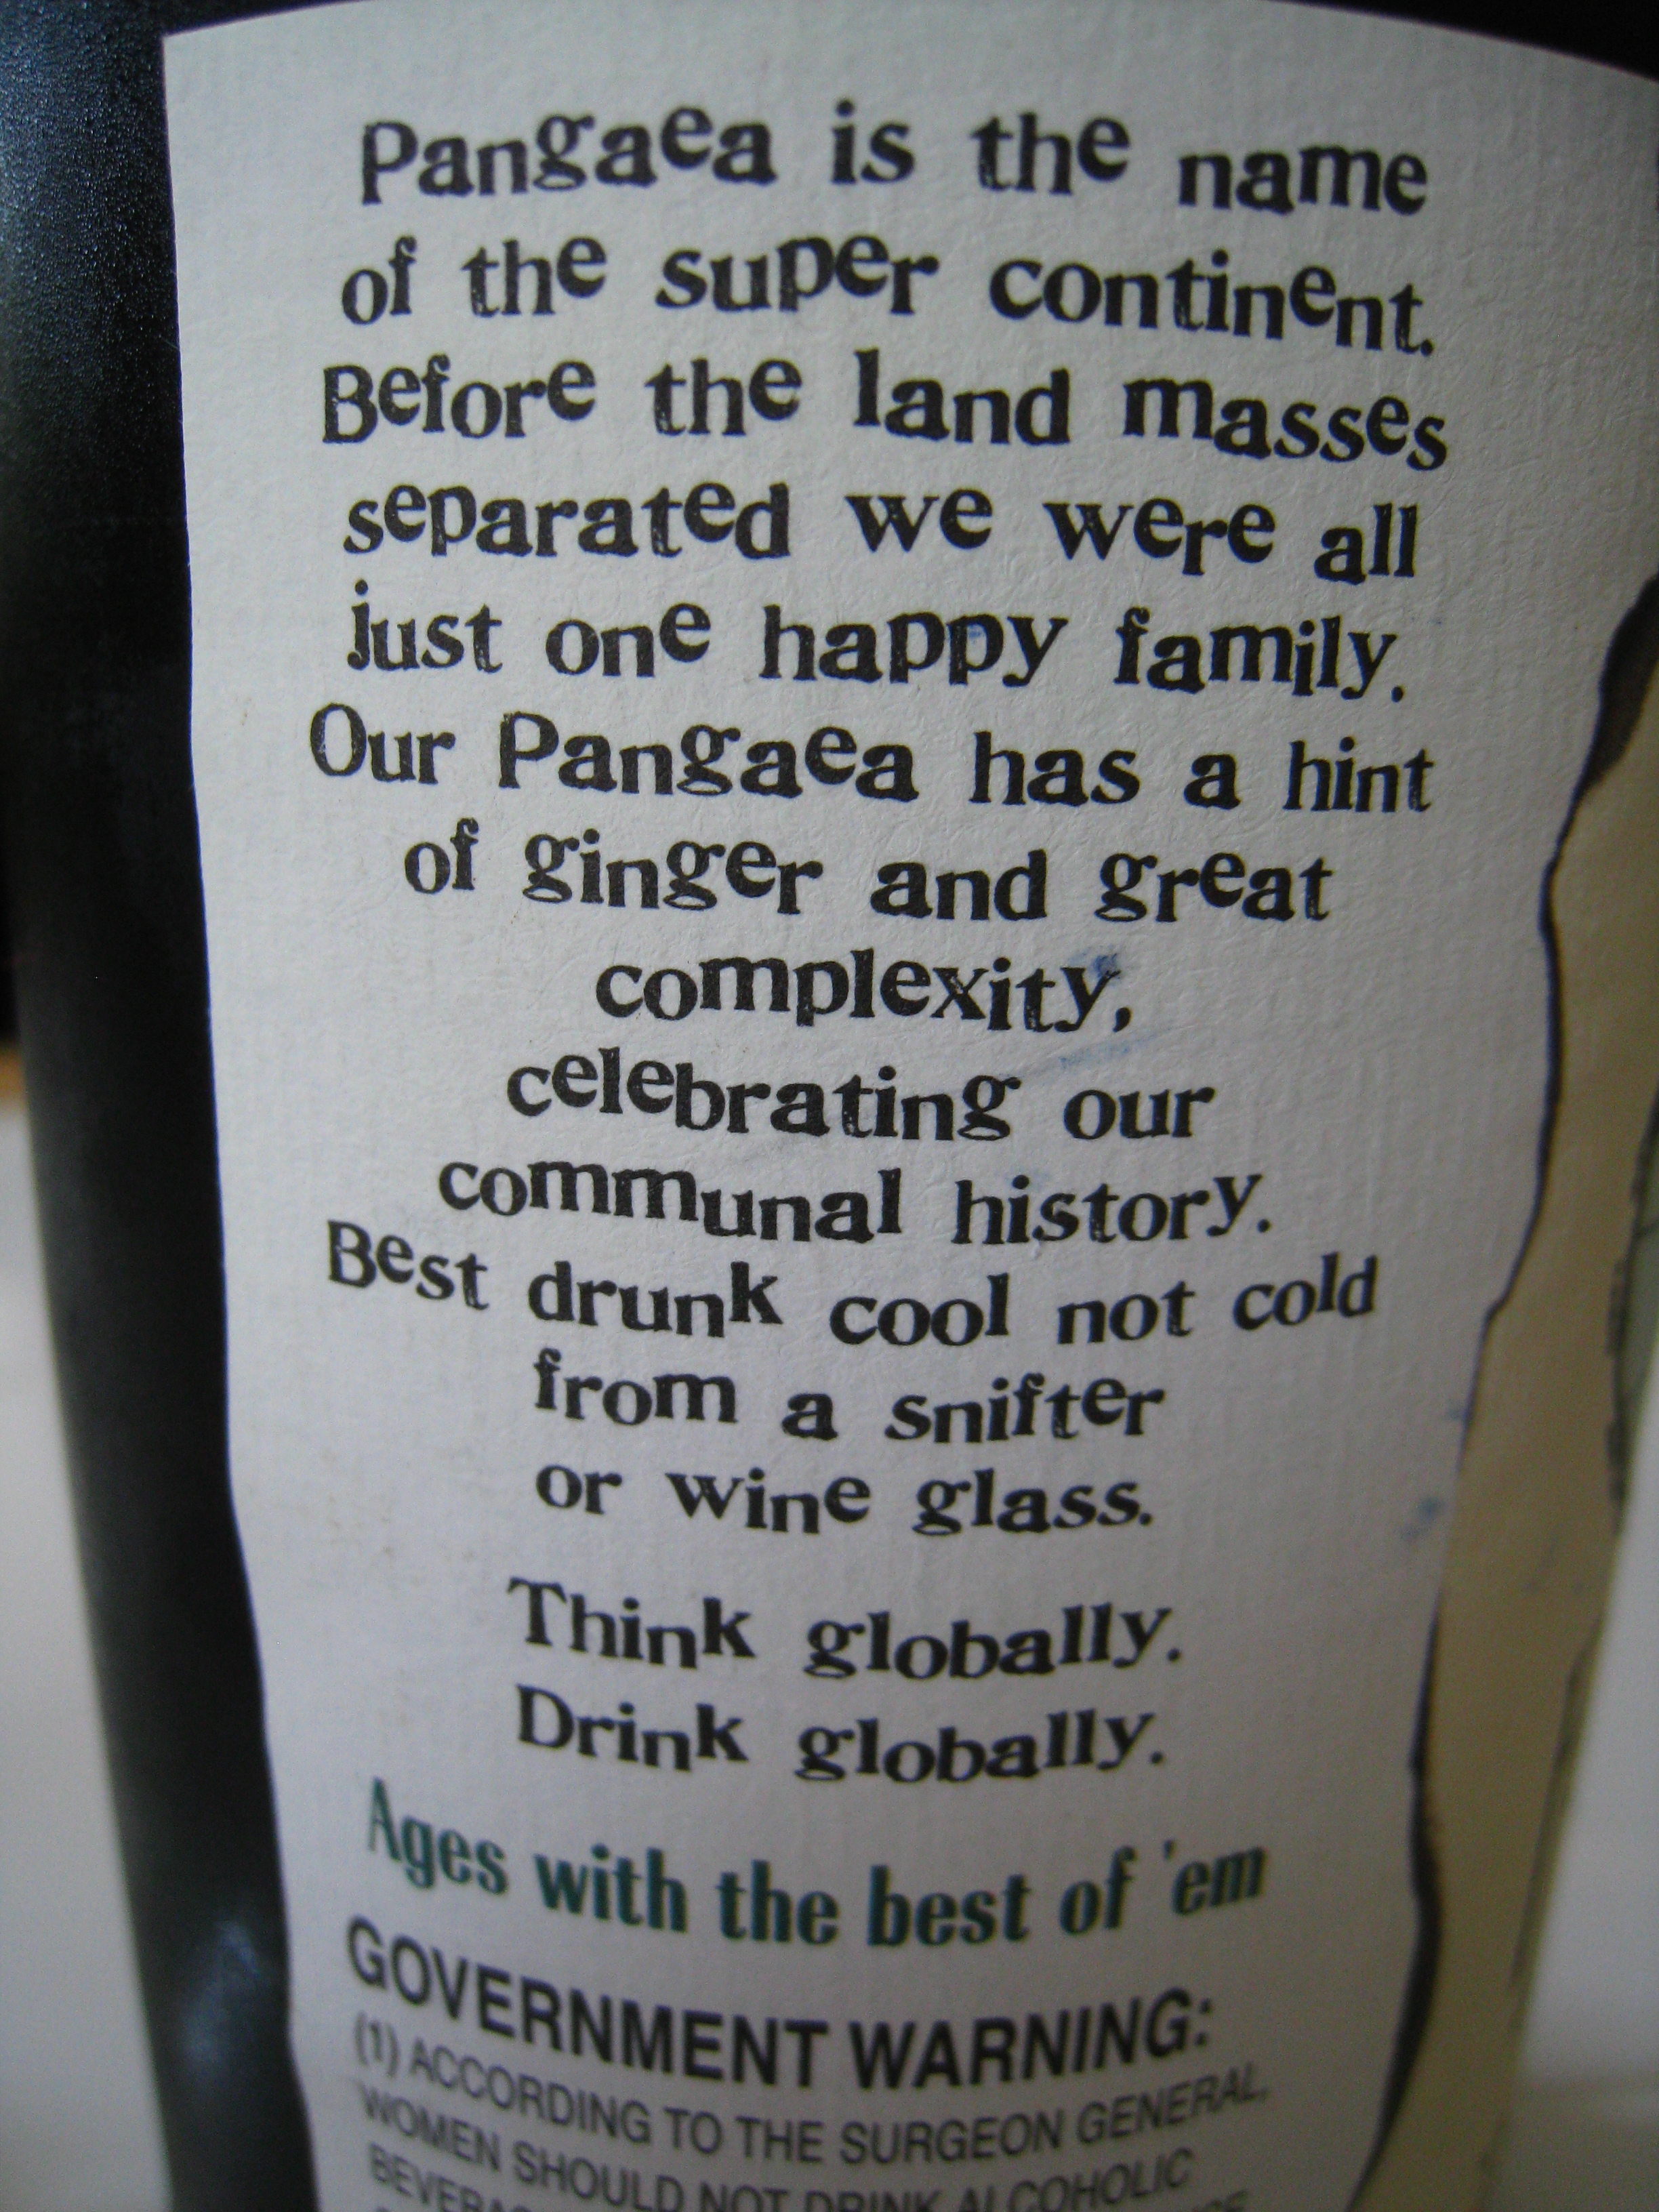 Pangaea is the name
of the super continent.
Before the land masses
separated we were all
just one happy family.
Our Pangaea has a hint
of ginger and great
complexity,
celebrating our
communal history.
Best drunk cool not cold
from a snifter
or wine glass.
Think globally.
Drink globally.
Ages with the best of 'em
GOVERNMENT WARNING:
(1) ACCORDING TO THE SURGEON GENERAL,
WOMEN SHOULD NOT DRINK ALCOHOLIC